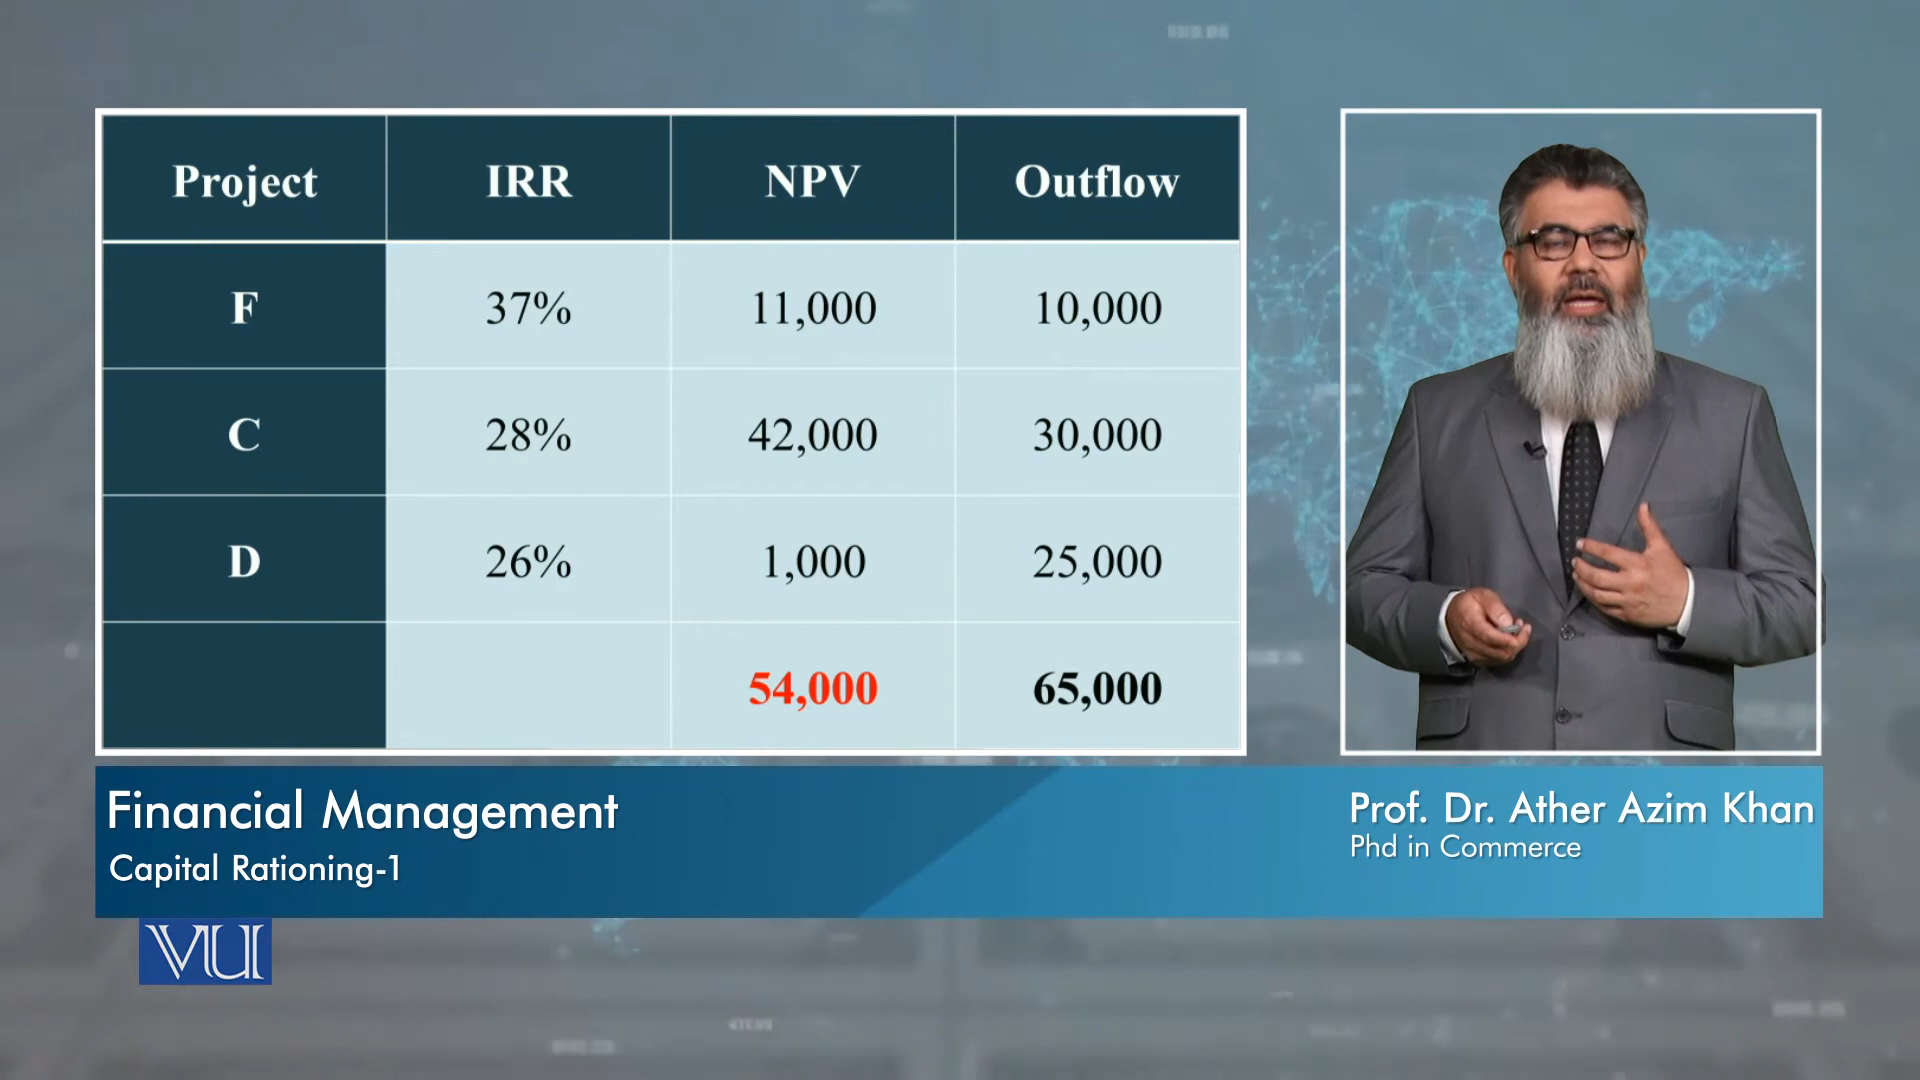 Project IRR NPV Outflow
F 37% 11,000 10,000
C 28% 42,000 30,000
D 26% 1,000 25,000
54,000 65,000
Financial Management
Capital Rationing-1
Prof. Dr. Ather Azim Khan
Phd in Commerce
VU